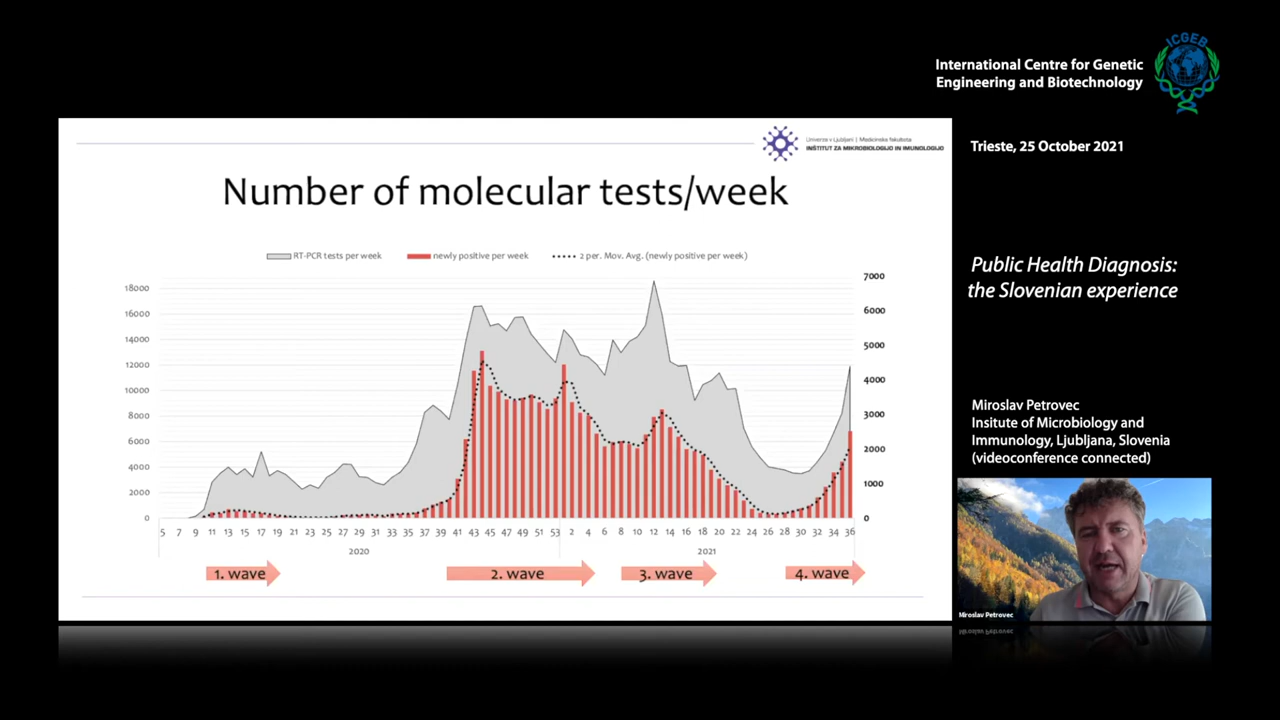 International Centre for Genetic
Engineering and Biotechnology
ICGEB
Trieste, 25 October 2021
Univerza v Ljubljani | Medicinska fakulteta
INŠTITUT ZA MIKROBIOLOGIJO IN IMUNOLOGIJO
Number of molecular tests/week
RT-PCR tests per week newly positive per week 2 per. Mov. Avg. (newly positive per week)
18000
16000
14000
12000
10000
8000
6000
4000
2000
0
7000
6000
5000
4000
3000
2000
1000
0
5 7 9 11 13 15 17 19 21 23 25 27 29 31 33 35 37 39 41 43 45 47 49 51 53 2 4 6 8 10 12 14 16 18 20 22 24 26 28 30 32 34 36
2020 2021
1. wave 2. wave 3. wave 4. wave
Public Health Diagnosis:
the Slovenian experience
Miroslav Petrovec
Insitute of Microbiology and
Immunology, Ljubljana, Slovenia
(videoconference connected)
Miroslav Petrovec